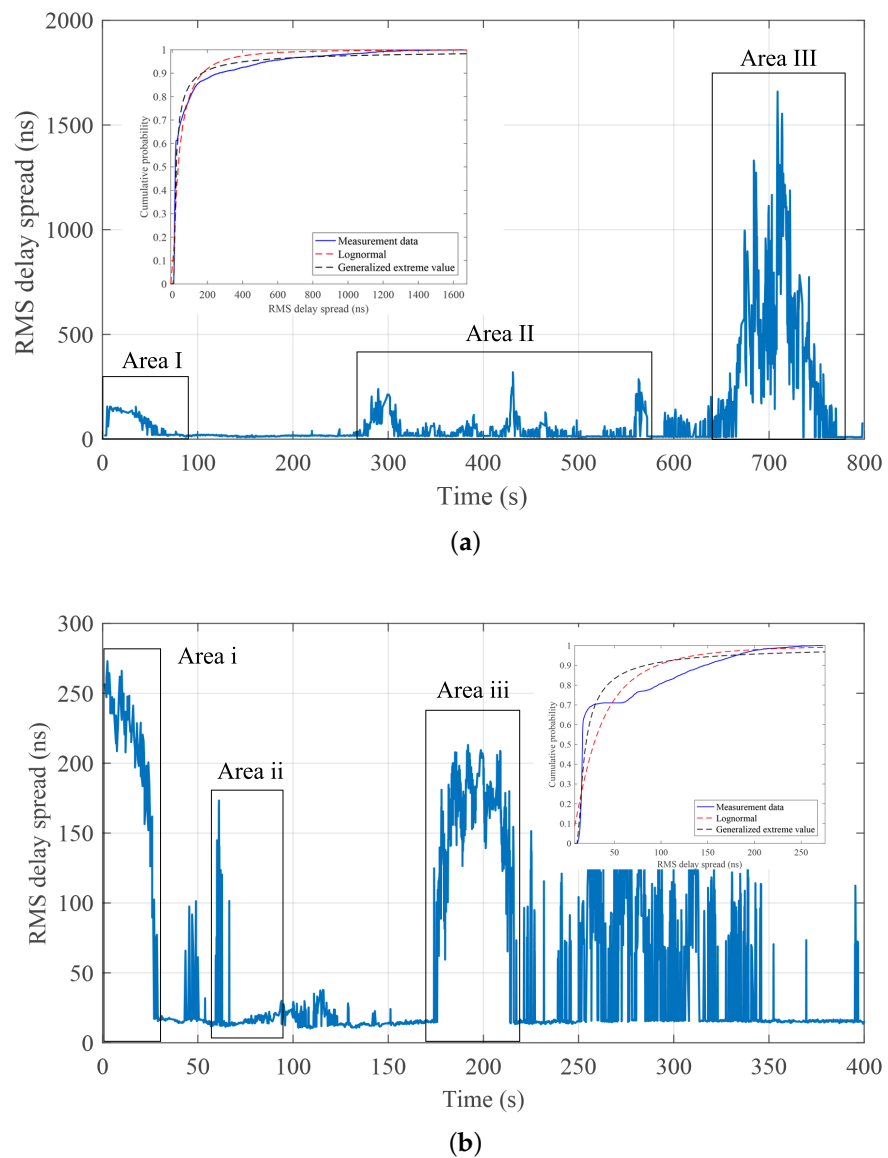 2000
1500
1000
500
0
RMS delay spread (ns)
0 100 200 300 400 500 600 700 800
Time (s)
Area I
Area II
Area III
1
0.9
0.8
0.7
0.6
0.5
0.4
0.3
0.2
0.1
0
Cumulative probability
0 200 400 600 800 1000 1200 1400 1600
RMS delay spread (ns)
Measurement data
Lognormal
Generalized extreme value
(a)
300
250
200
150
100
50
0
RMS delay spread (ns)
0 50 100 150 200 250 300 350 400
Time (s)
Area i
Area ii
Area iii
1
0.9
0.8
0.7
0.6
0.5
0.4
0.3
0.2
0.1
0
Cumulative probability
50 100 150 200 250
RMS delay spread (ns)
Measurement data
Lognormal
Generalized extreme value
(b)